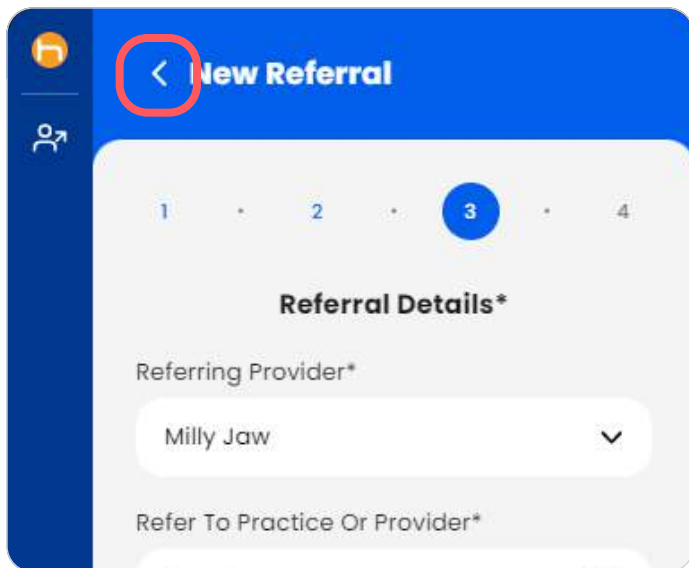 New Referral
1 · 2 · 3 · 4
Referral Details*
Referring Provider*
Milly Jaw
Refer To Practice Or Provider*